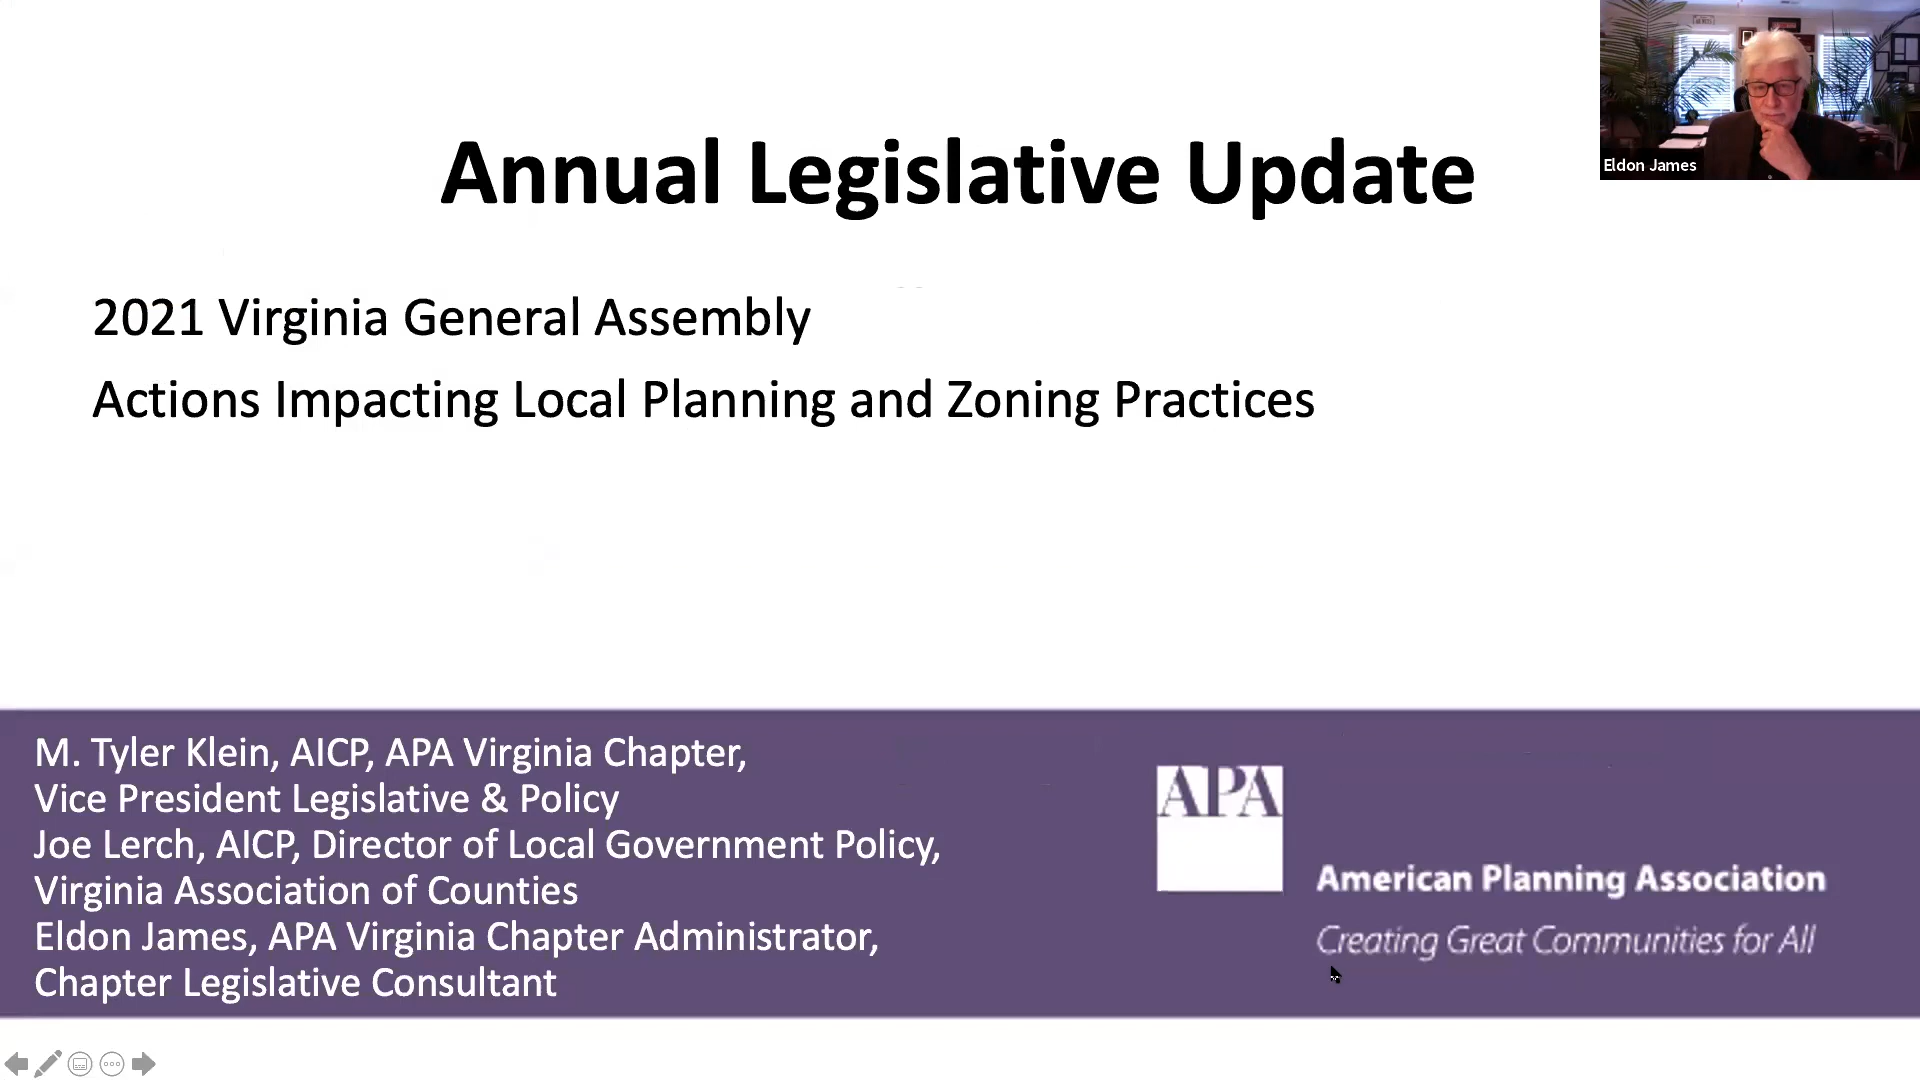 Annual Legislative Update
Eldon James
2021 Virginia General Assembly
Actions Impacting Local Planning and Zoning Practices
M. Tyler Klein, AICP, APA Virginia Chapter,
Vice President Legislative & Policy
Joe Lerch, AICP, Director of Local Government Policy,
Virginia Association of Counties
Eldon James, APA Virginia Chapter Administrator,
Chapter Legislative Consultant
APA
American Planning Association
Creating Great Communities for All